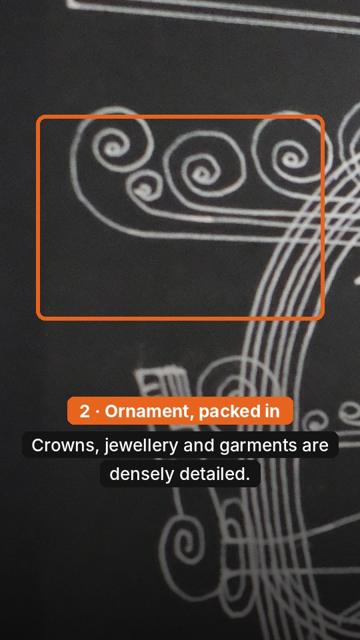 2 · Ornament, packed in
Crowns, jewellery and garments are
densely detailed.